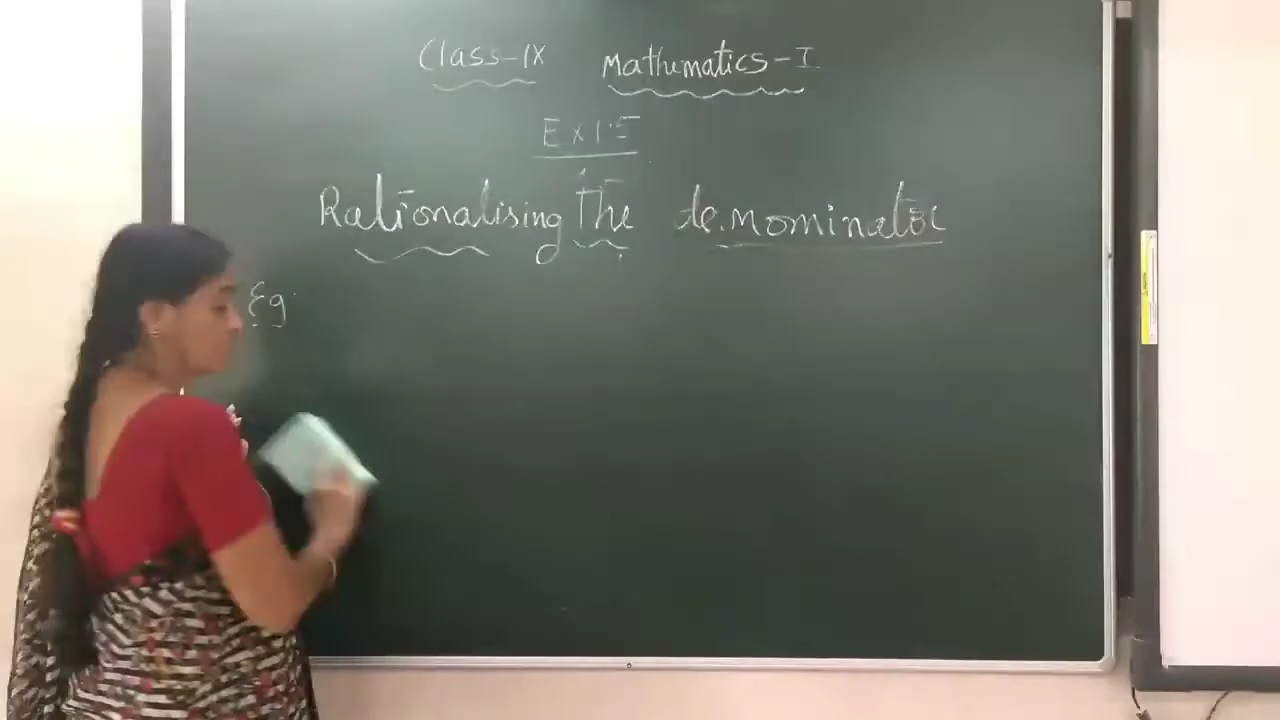 Class-IX Mathematics-I
Ex 1.5
Rationalising The denominator
Eg.